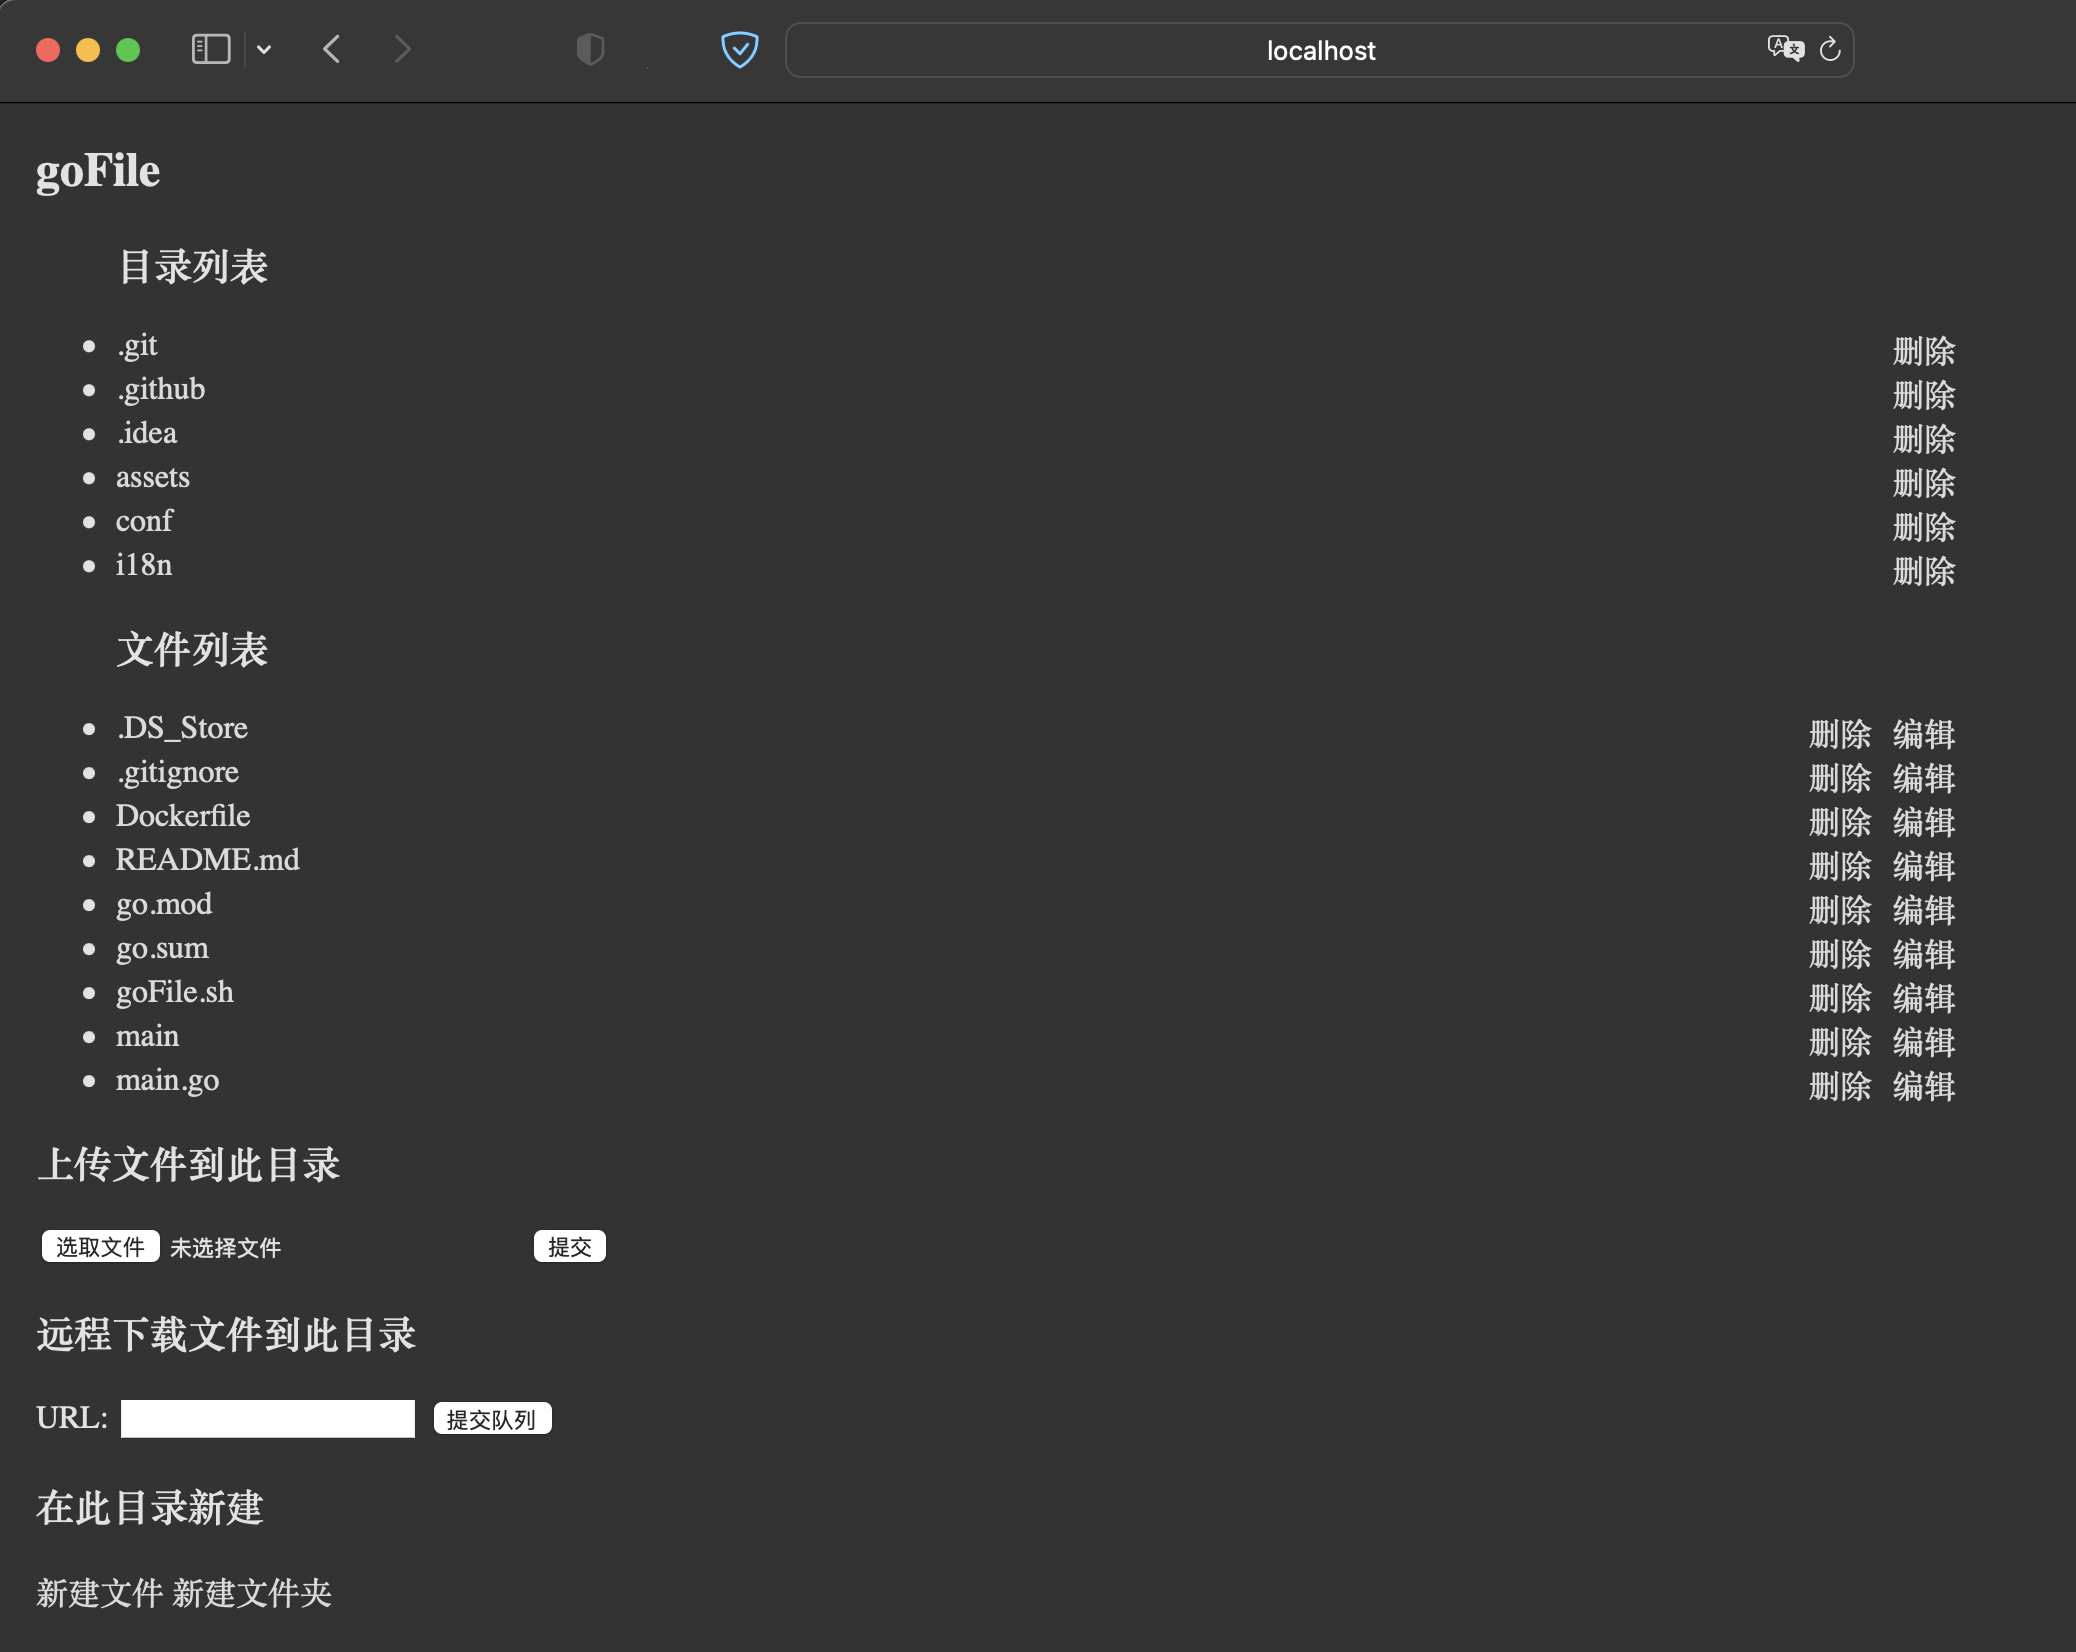 localhost
goFile
目录列表
.git 删除
.github 删除
.idea 删除
assets 删除
conf 删除
i18n 删除
文件列表
.DS_Store 删除 编辑
.gitignore 删除 编辑
Dockerfile 删除 编辑
README.md 删除 编辑
go.mod 删除 编辑
go.sum 删除 编辑
goFile.sh 删除 编辑
main 删除 编辑
main.go 删除 编辑
上传文件到此目录
选取文件 未选择文件 提交
远程下载文件到此目录
URL: 提交队列
在此目录新建
新建文件 新建文件夹